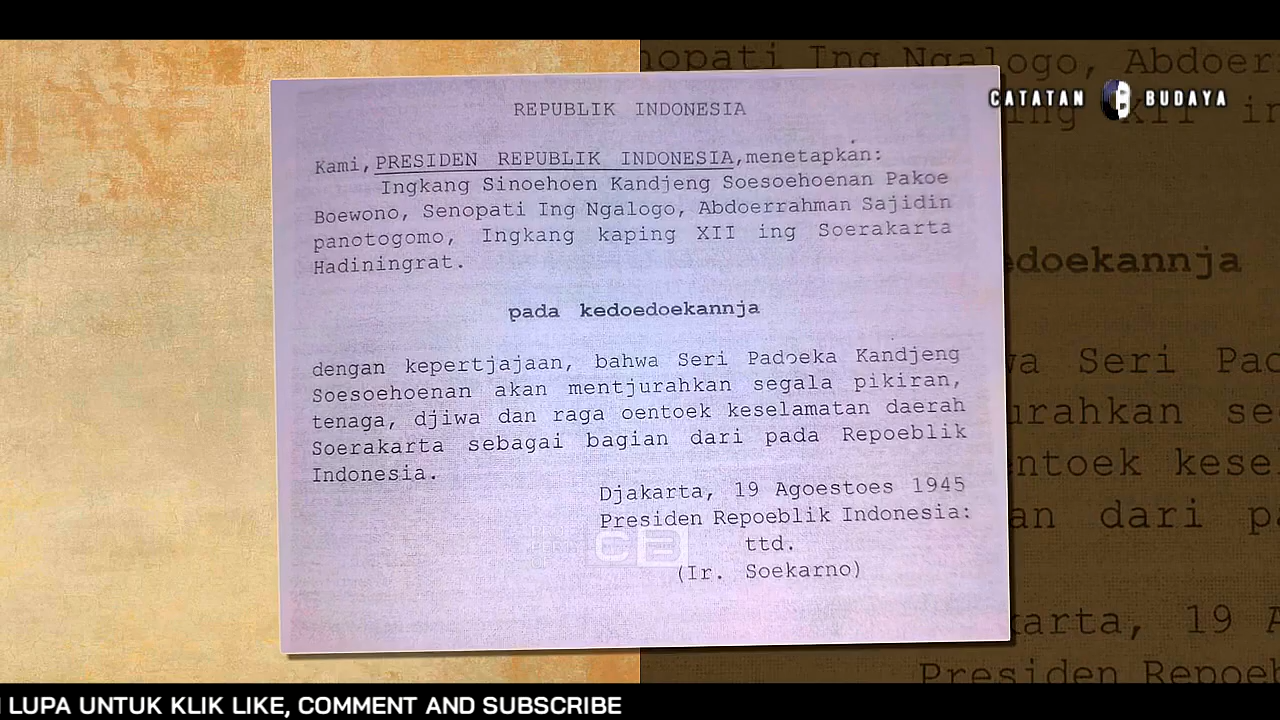 CATATAN BUDAYA
REPUBLIK INDONESIA
Kami, PRESIDEN REPUBLIK INDONESIA, menetapkan:
Ingkang Sinoehoen Kandjeng Soesoehoenan Pakoe
Boewono, Senopati Ing Ngalogo, Abdoerrahman Sajidin
panotogomo, Ingkang kaping XII ing Soerakarta
Hadiningrat.
pada kedoedoekannja
dengan kepertjajaan, bahwa Seri Padoeka Kandjeng
Soesoehoenan akan mentjurahkan segala pikiran,
tenaga, djiwa dan raga oentoek keselamatan daerah
Soerakarta sebagai bagian dari pada Repoeblik
Indonesia.
Djakarta, 19 Agoestoes 1945
Presiden Repoeblik Indonesia:
ttd.
(Ir. Soekarno)
CB
LUPA UNTUK KLIK LIKE, COMMENT AND SUBSCRIBE